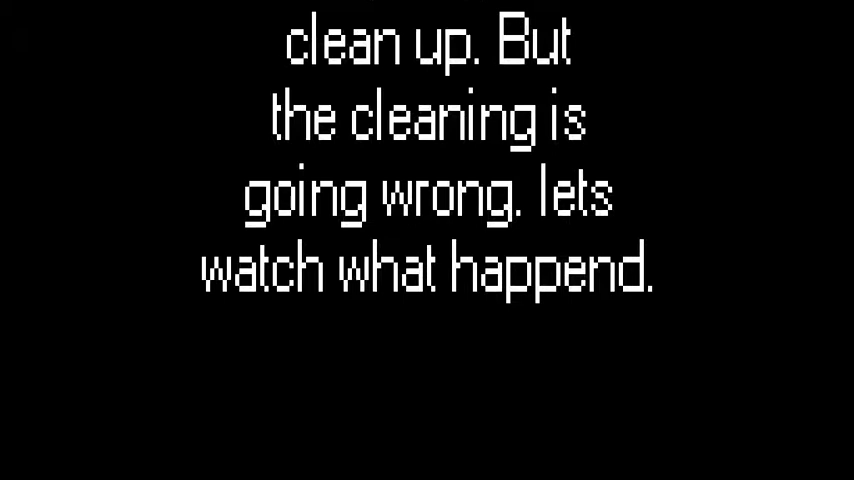 clean up. But
the cleaning is
going wrong. lets
watch what happend.